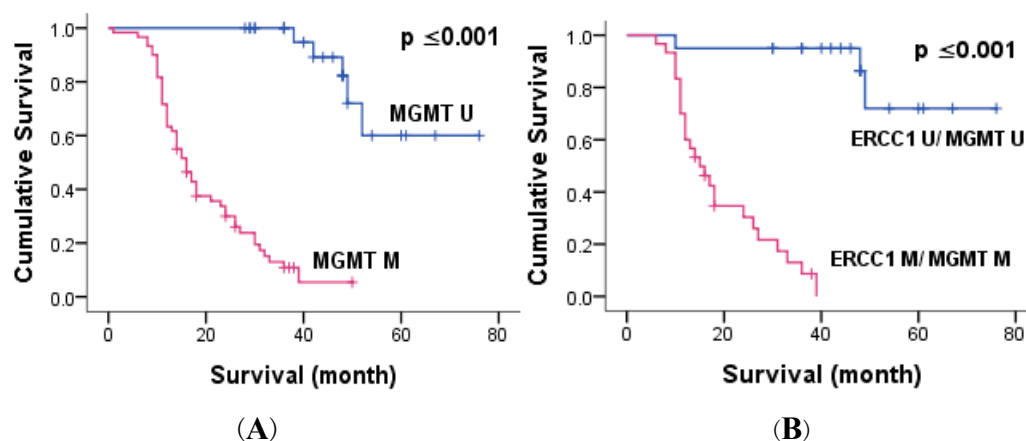 Cumulative Survival
1.0
0.8
0.6
0.4
0.2
0.0
p ≤0.001
MGMT U
MGMT M
0 20 40 60 80
Survival (month)
(A)
Cumulative Survival
1.0
0.8
0.6
0.4
0.2
0.0
p ≤0.001
ERCC1 U/ MGMT U
ERCC1 M/ MGMT M
0 20 40 60 80
Survival (month)
(B)